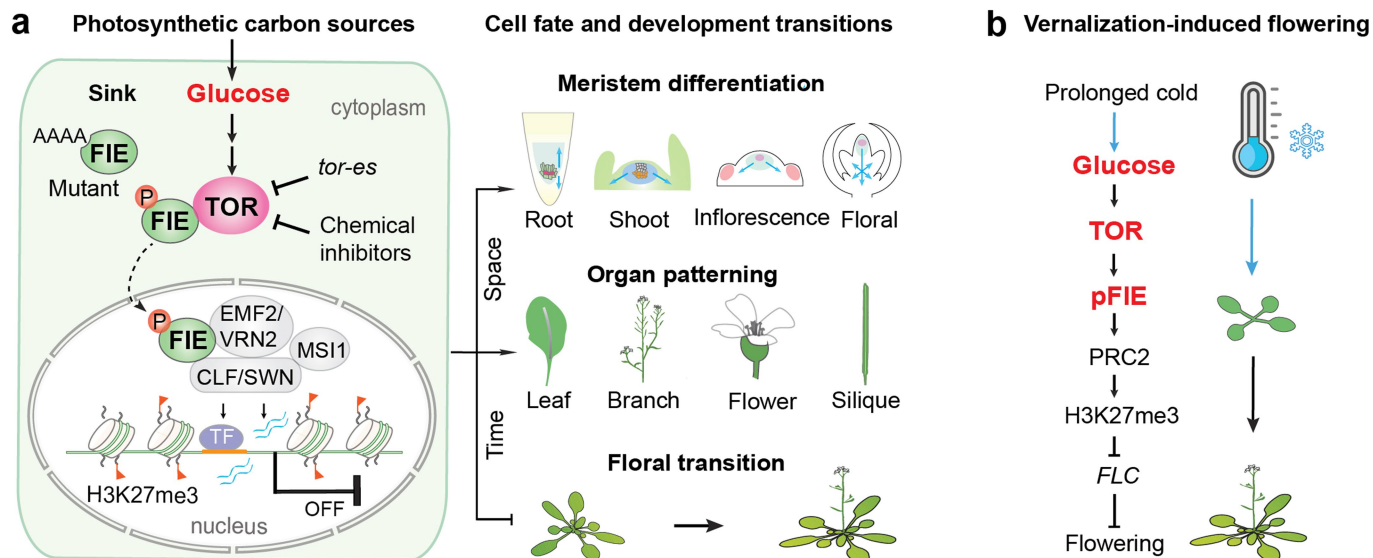 a
Photosynthetic carbon sources
Sink
Glucose
cytoplasm
AAAA
FIE
Mutant
tor-es
P
FIE
TOR
Chemical
inhibitors
P
FIE
EMF2/
VRN2
MSI1
CLF/SWN
TF
H3K27me3
OFF
nucleus
Cell fate and development transitions
Space
Time
Meristem differentiation
Root
Shoot
Inflorescence
Floral
Organ patterning
Leaf
Branch
Flower
Silique
Floral transition
b
Vernalization-induced flowering
Prolonged cold
Glucose
TOR
pFIE
PRC2
H3K27me3
FLC
Flowering